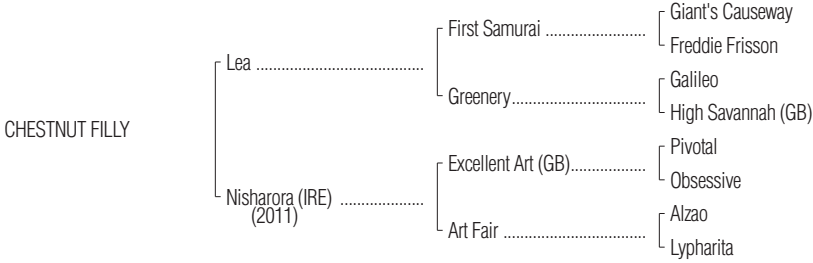 Giant's Causeway
First Samurai ........................
Freddie Frisson
Lea ........................................
Galileo
Greenery................................
High Savannah (GB)
CHESTNUT FILLY
Pivotal
Excellent Art (GB)..................
Obsessive
Nisharora (IRE) ....................
(2011)
Alzao
Art Fair ..................................
Lypharita